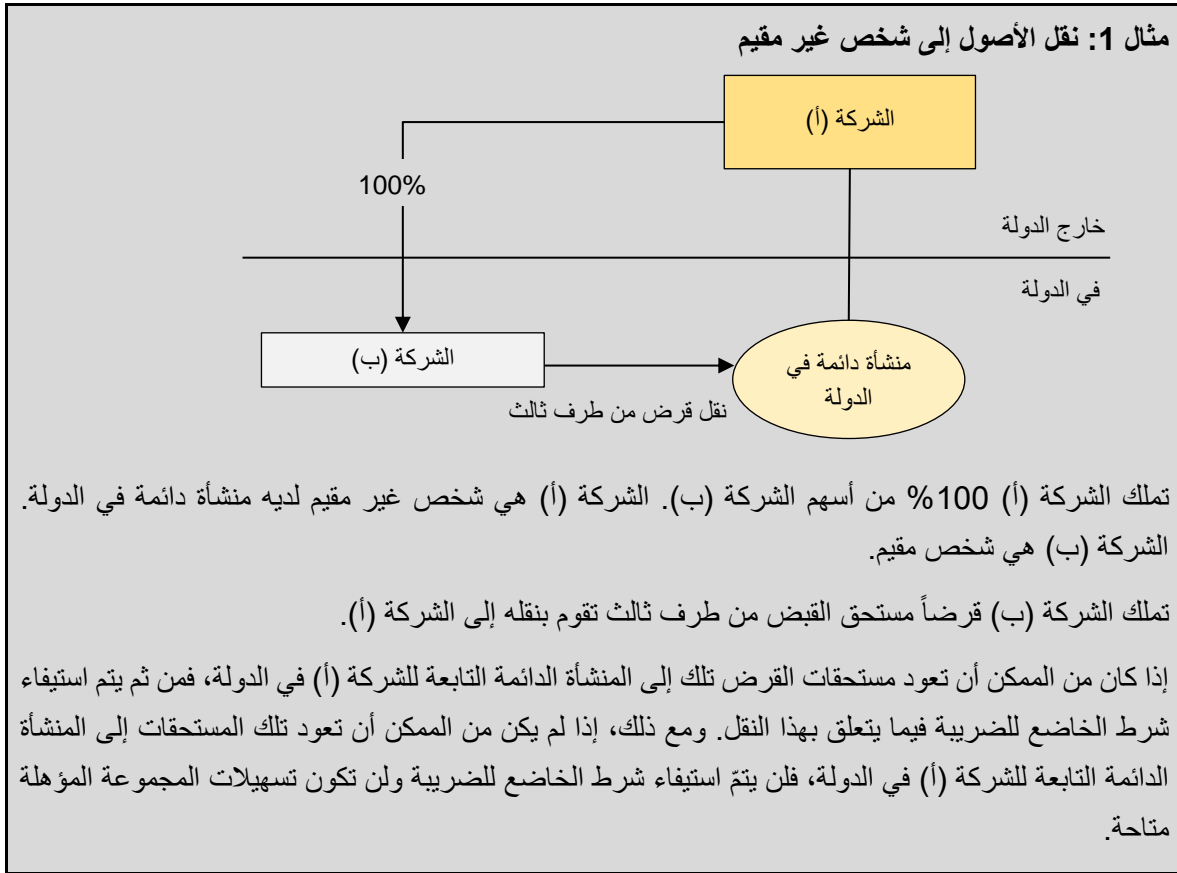 مثال 1: نقل الأصول إلى شخص غير مقيم
الشركة (أ)
100%
خارج الدولة
في الدولة
الشركة (ب)
منشأة دائمة في
الدولة
نقل قرض من طرف ثالث
تملك الشركة (أ) 100% من أسهم الشركة (ب). الشركة (أ) هي شخص غير مقيم لديه منشأة دائمة في الدولة.
الشركة (ب) هي شخص مقيم.
تملك الشركة (ب) قرضاً مستحق القبض من طرف ثالث تقوم بنقله إلى الشركة (أ).
إذا كان من الممكن أن تعود مستحقات القرض تلك إلى المنشأة الدائمة التابعة للشركة (أ) في الدولة، فمن ثم يتم استيفاء
شرط الخاضع للضريبة فيما يتعلق بهذا النقل. ومع ذلك، إذا لم يكن من الممكن أن تعود تلك المستحقات إلى المنشأة
الدائمة التابعة للشركة (أ) في الدولة، فلن يتمّ استيفاء شرط الخاضع للضريبة ولن تكون تسهيلات المجموعة المؤهلة
متاحة.